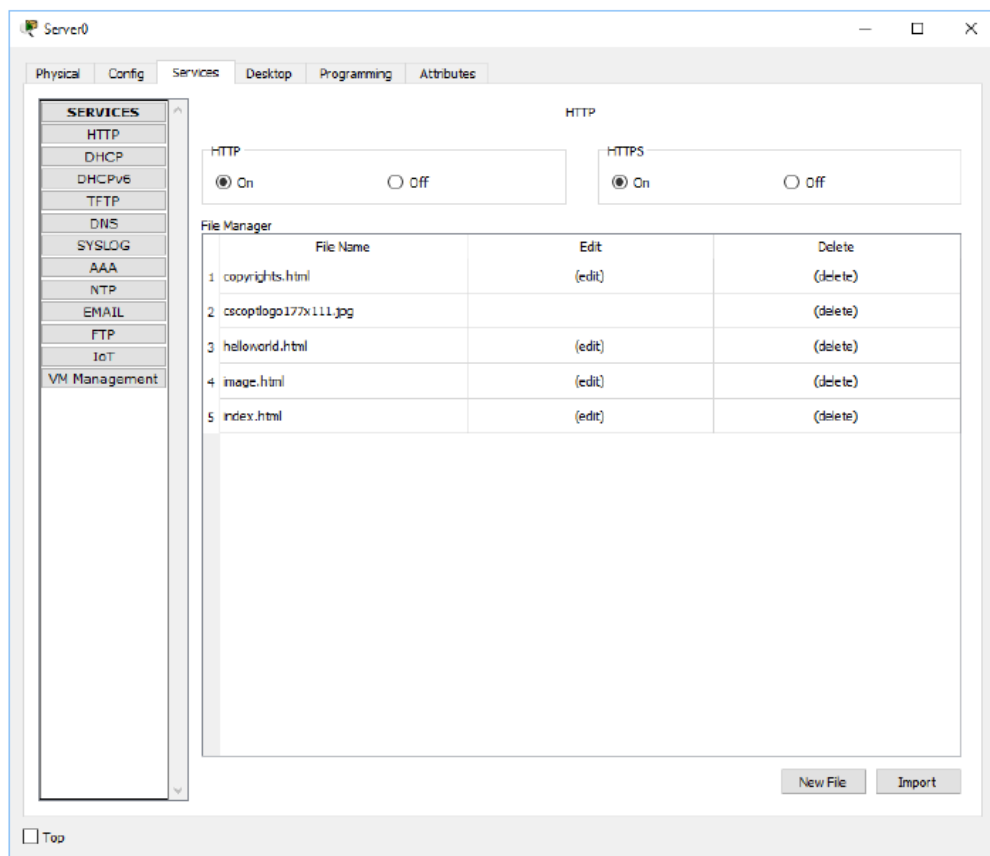 Server0
Physical Config Services Desktop Programming Attributes
SERVICES
HTTP
DHCP
DHCPv6
TFTP
DNS
SYSLOG
AAA
NTP
EMAIL
FTP
IoT
VM Management
HTTP
HTTP
On Off
HTTPS
On Off
File Manager
File Name Edit Delete
1 copyrights.html (edit) (delete)
2 cscoptlogo177x111.jpg (delete)
3 helloworld.html (edit) (delete)
4 image.html (edit) (delete)
5 index.html (edit) (delete)
New File Import
Top